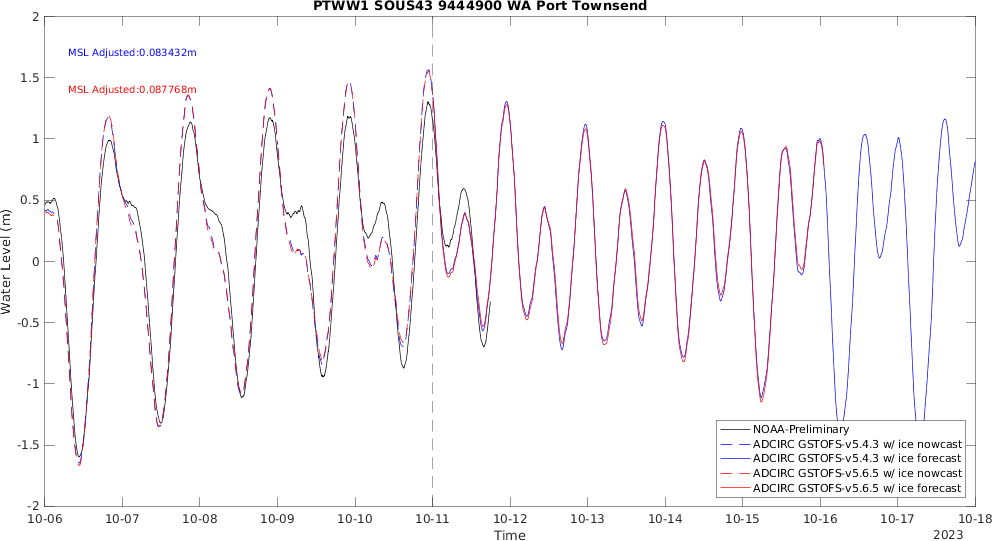 PTWW1 SOUS43 9444900 WA Port Townsend
2
1.5
1
0.5
0
-0.5
-1
-1.5
-2
Water Level (m)
MSL Adjusted:0.083432m
MSL Adjusted:0.087768m
NOAA-Preliminary
ADCIRC GSTOFS-v5.4.3 w/ ice nowcast
ADCIRC GSTOFS-v5.4.3 w/ ice forecast
ADCIRC GSTOFS-v5.6.5 w/ ice nowcast
ADCIRC GSTOFS-v5.6.5 w/ ice forecast
10-06 10-07 10-08 10-09 10-10 10-11 10-12 10-13 10-14 10-15 10-16 10-17 10-18
Time
2023